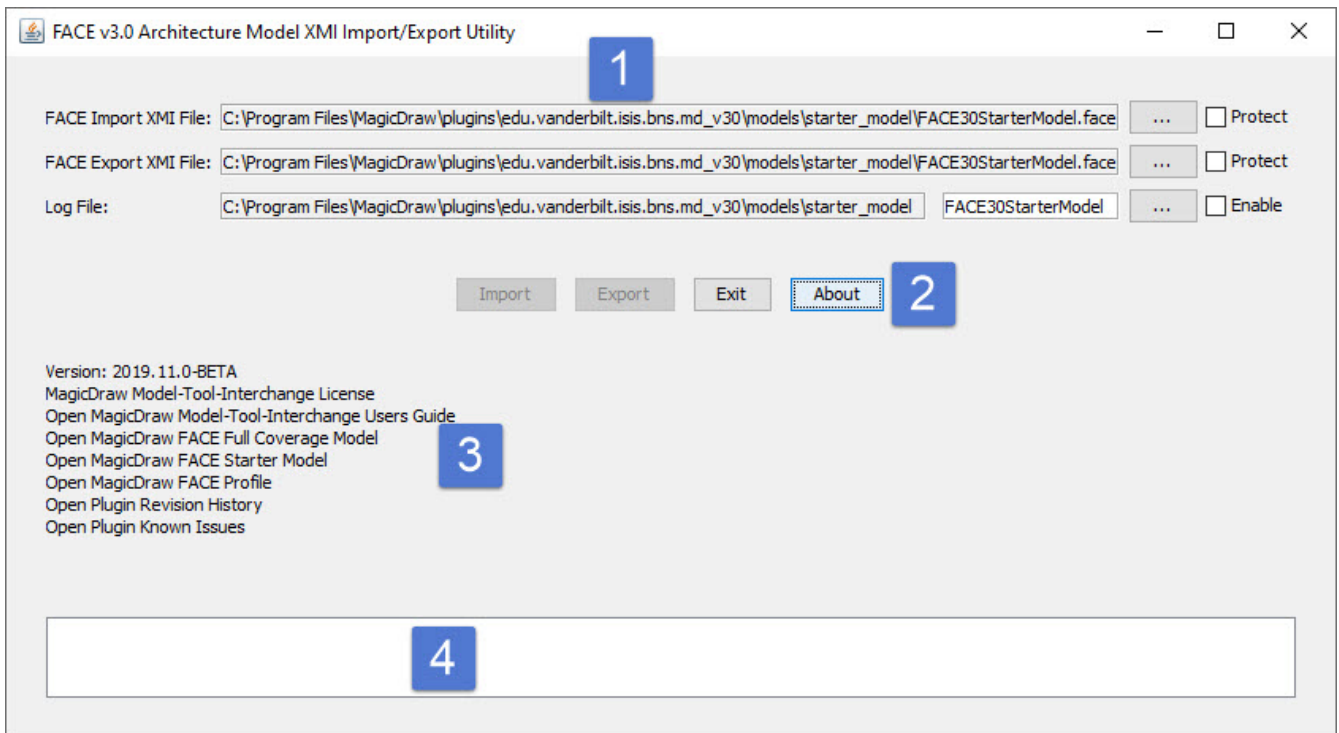 FACE v3.0 Architecture Model XMI Import/Export Utility
1
FACE Import XMI File: C:\Program Files\MagicDraw\plugins\edu.vanderbilt.isis.bns.md_v30\models\starter_model\FACE30StarterModel.face ... Protect
FACE Export XMI File: C:\Program Files\MagicDraw\plugins\edu.vanderbilt.isis.bns.md_v30\models\starter_model\FACE30StarterModel.face ... Protect
Log File: C:\Program Files\MagicDraw\plugins\edu.vanderbilt.isis.bns.md_v30\models\starter_model FACE30StarterModel ... Enable
Import Export Exit About 2
Version: 2019.11.0-BETA
MagicDraw Model-Tool-Interchange License
Open MagicDraw Model-Tool-Interchange Users Guide
Open MagicDraw FACE Full Coverage Model
Open MagicDraw FACE Starter Model
3
Open MagicDraw FACE Profile
Open Plugin Revision History
Open Plugin Known Issues
4